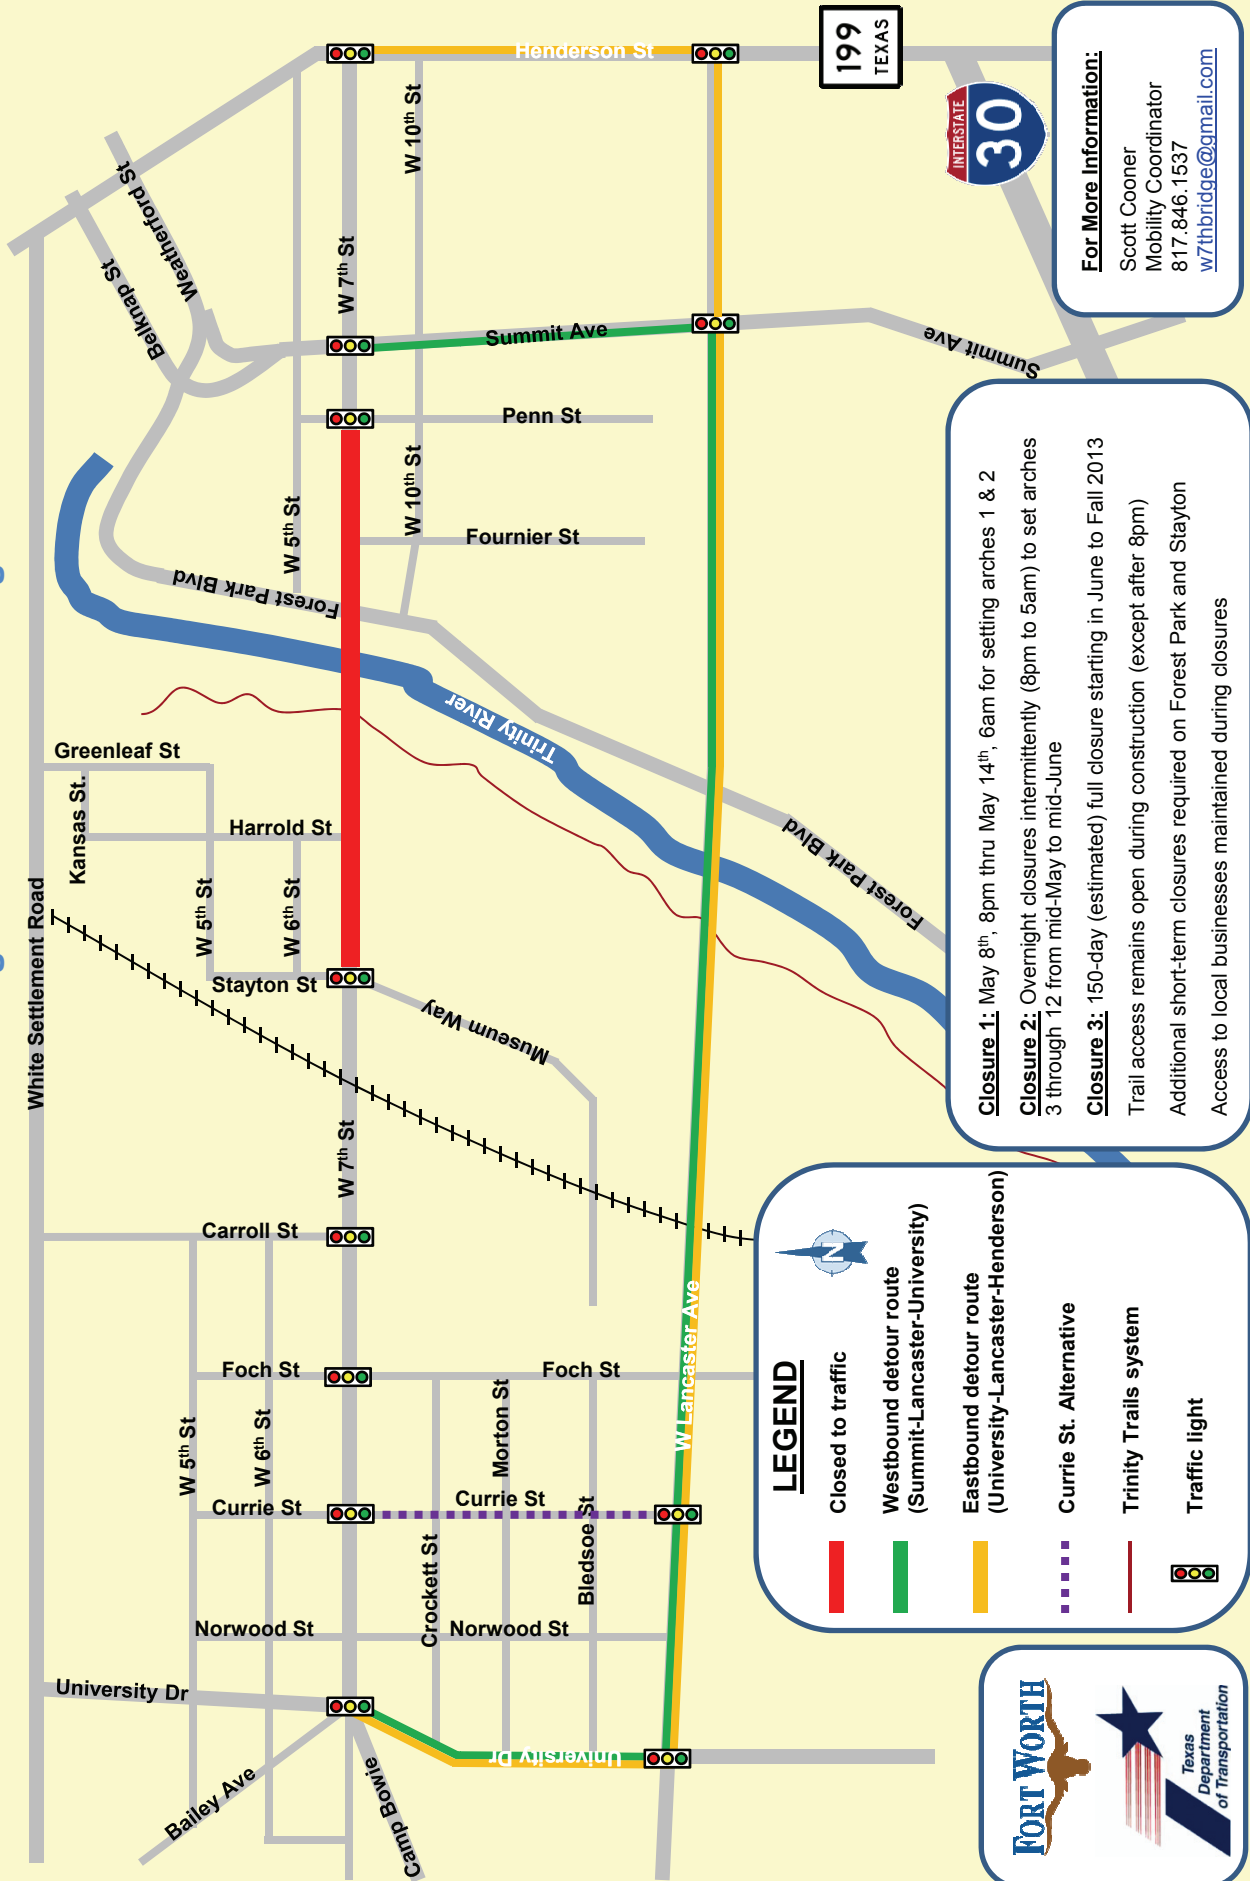 White Settlement Road
Greenleaf St
Kansas St.
Harrold St
W 5th St
W 6th St
Stayton St
Museum Way
W 7th St
Carroll St
Foch St
Foch St
W 5th St
W 6th St
Currie St
Currie St
Morton St
Crockett St
Bledsoe St
Norwood St
Norwood St
University Dr
University Dr
Bailey Ave
Camp Bowie
W Lancaster Ave
Trinity River
Forest Park Blvd
Forest Park Blvd
W 5th St
W 10th St
Fournier St
Penn St
Summit Ave
Summit Ave
W 7th St
W 10th St
Belknap St
Weatherford St
Henderson St
199
TEXAS
INTERSTATE
30
FORT WORTH
Texas
Department
of Transportation
LEGEND
N
Closed to traffic
Westbound detour route
(Summit-Lancaster-University)
Eastbound detour route
(University-Lancaster-Henderson)
Currie St. Alternative
Trinity Trails system
Traffic light
Closure 1: May 8th, 8pm thru May 14th, 6am for setting arches 1 & 2
Closure 2: Overnight closures intermittently (8pm to 5am) to set arches
3 through 12 from mid-May to mid-June
Closure 3: 150-day (estimated) full closure starting in June to Fall 2013
Trail access remains open during construction (except after 8pm)
Additional short-term closures required on Forest Park and Stayton
Access to local businesses maintained during closures
For More Information:
Scott Cooner
Mobility Coordinator
817.846.1537
w7thbridge@gmail.com